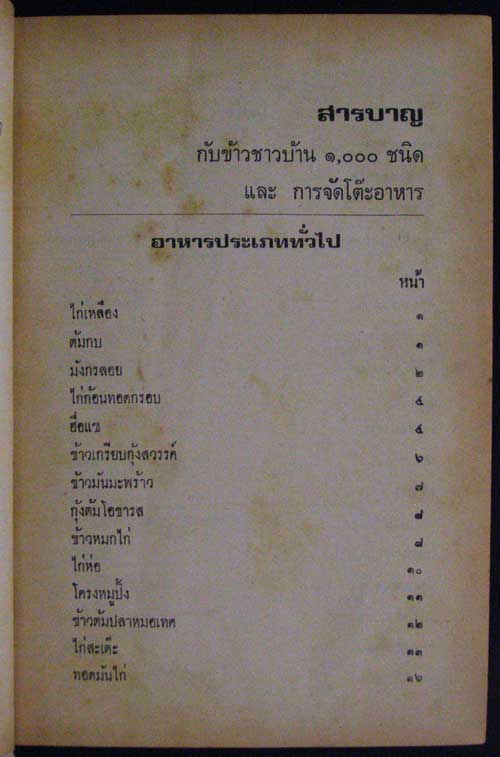 สารบาญ
กับข้าวชาวบ้าน ๑,๐๐๐ ชนิด
และ การจัดโต๊ะอาหาร
อาหารประเภททั่วไป
หน้า
ไก่เหลือง ๑
ต้มกบ ๑
มังกรลอย ๒
ไก่ก้อนทอดกรอบ ๕
ฮื่อแซ ๕
ข้าวเกรียบกุ้งสวรรค์ ๖
ข้าวมันมะพร้าว ๗
กุ้งต้มโอชารส ๘
ข้าวหมกไก่ ๘
ไก่ห่อ ๑๐
โครงหมูปิ้ง ๑๑
ข้าวต้มปลาหมอเทศ ๑๒
ไก่สะเต๊ะ ๑๓
ทอดมันไก่ ๑๖